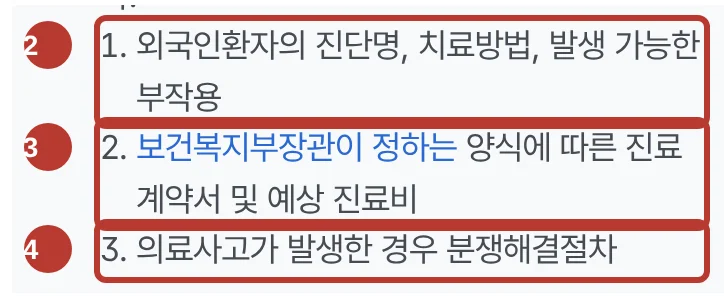 2 1. 외국인환자의 진단명, 치료방법, 발생 가능한
부작용
3 2. 보건복지부장관이 정하는 양식에 따른 진료
계약서 및 예상 진료비
4 3. 의료사고가 발생한 경우 분쟁해결절차